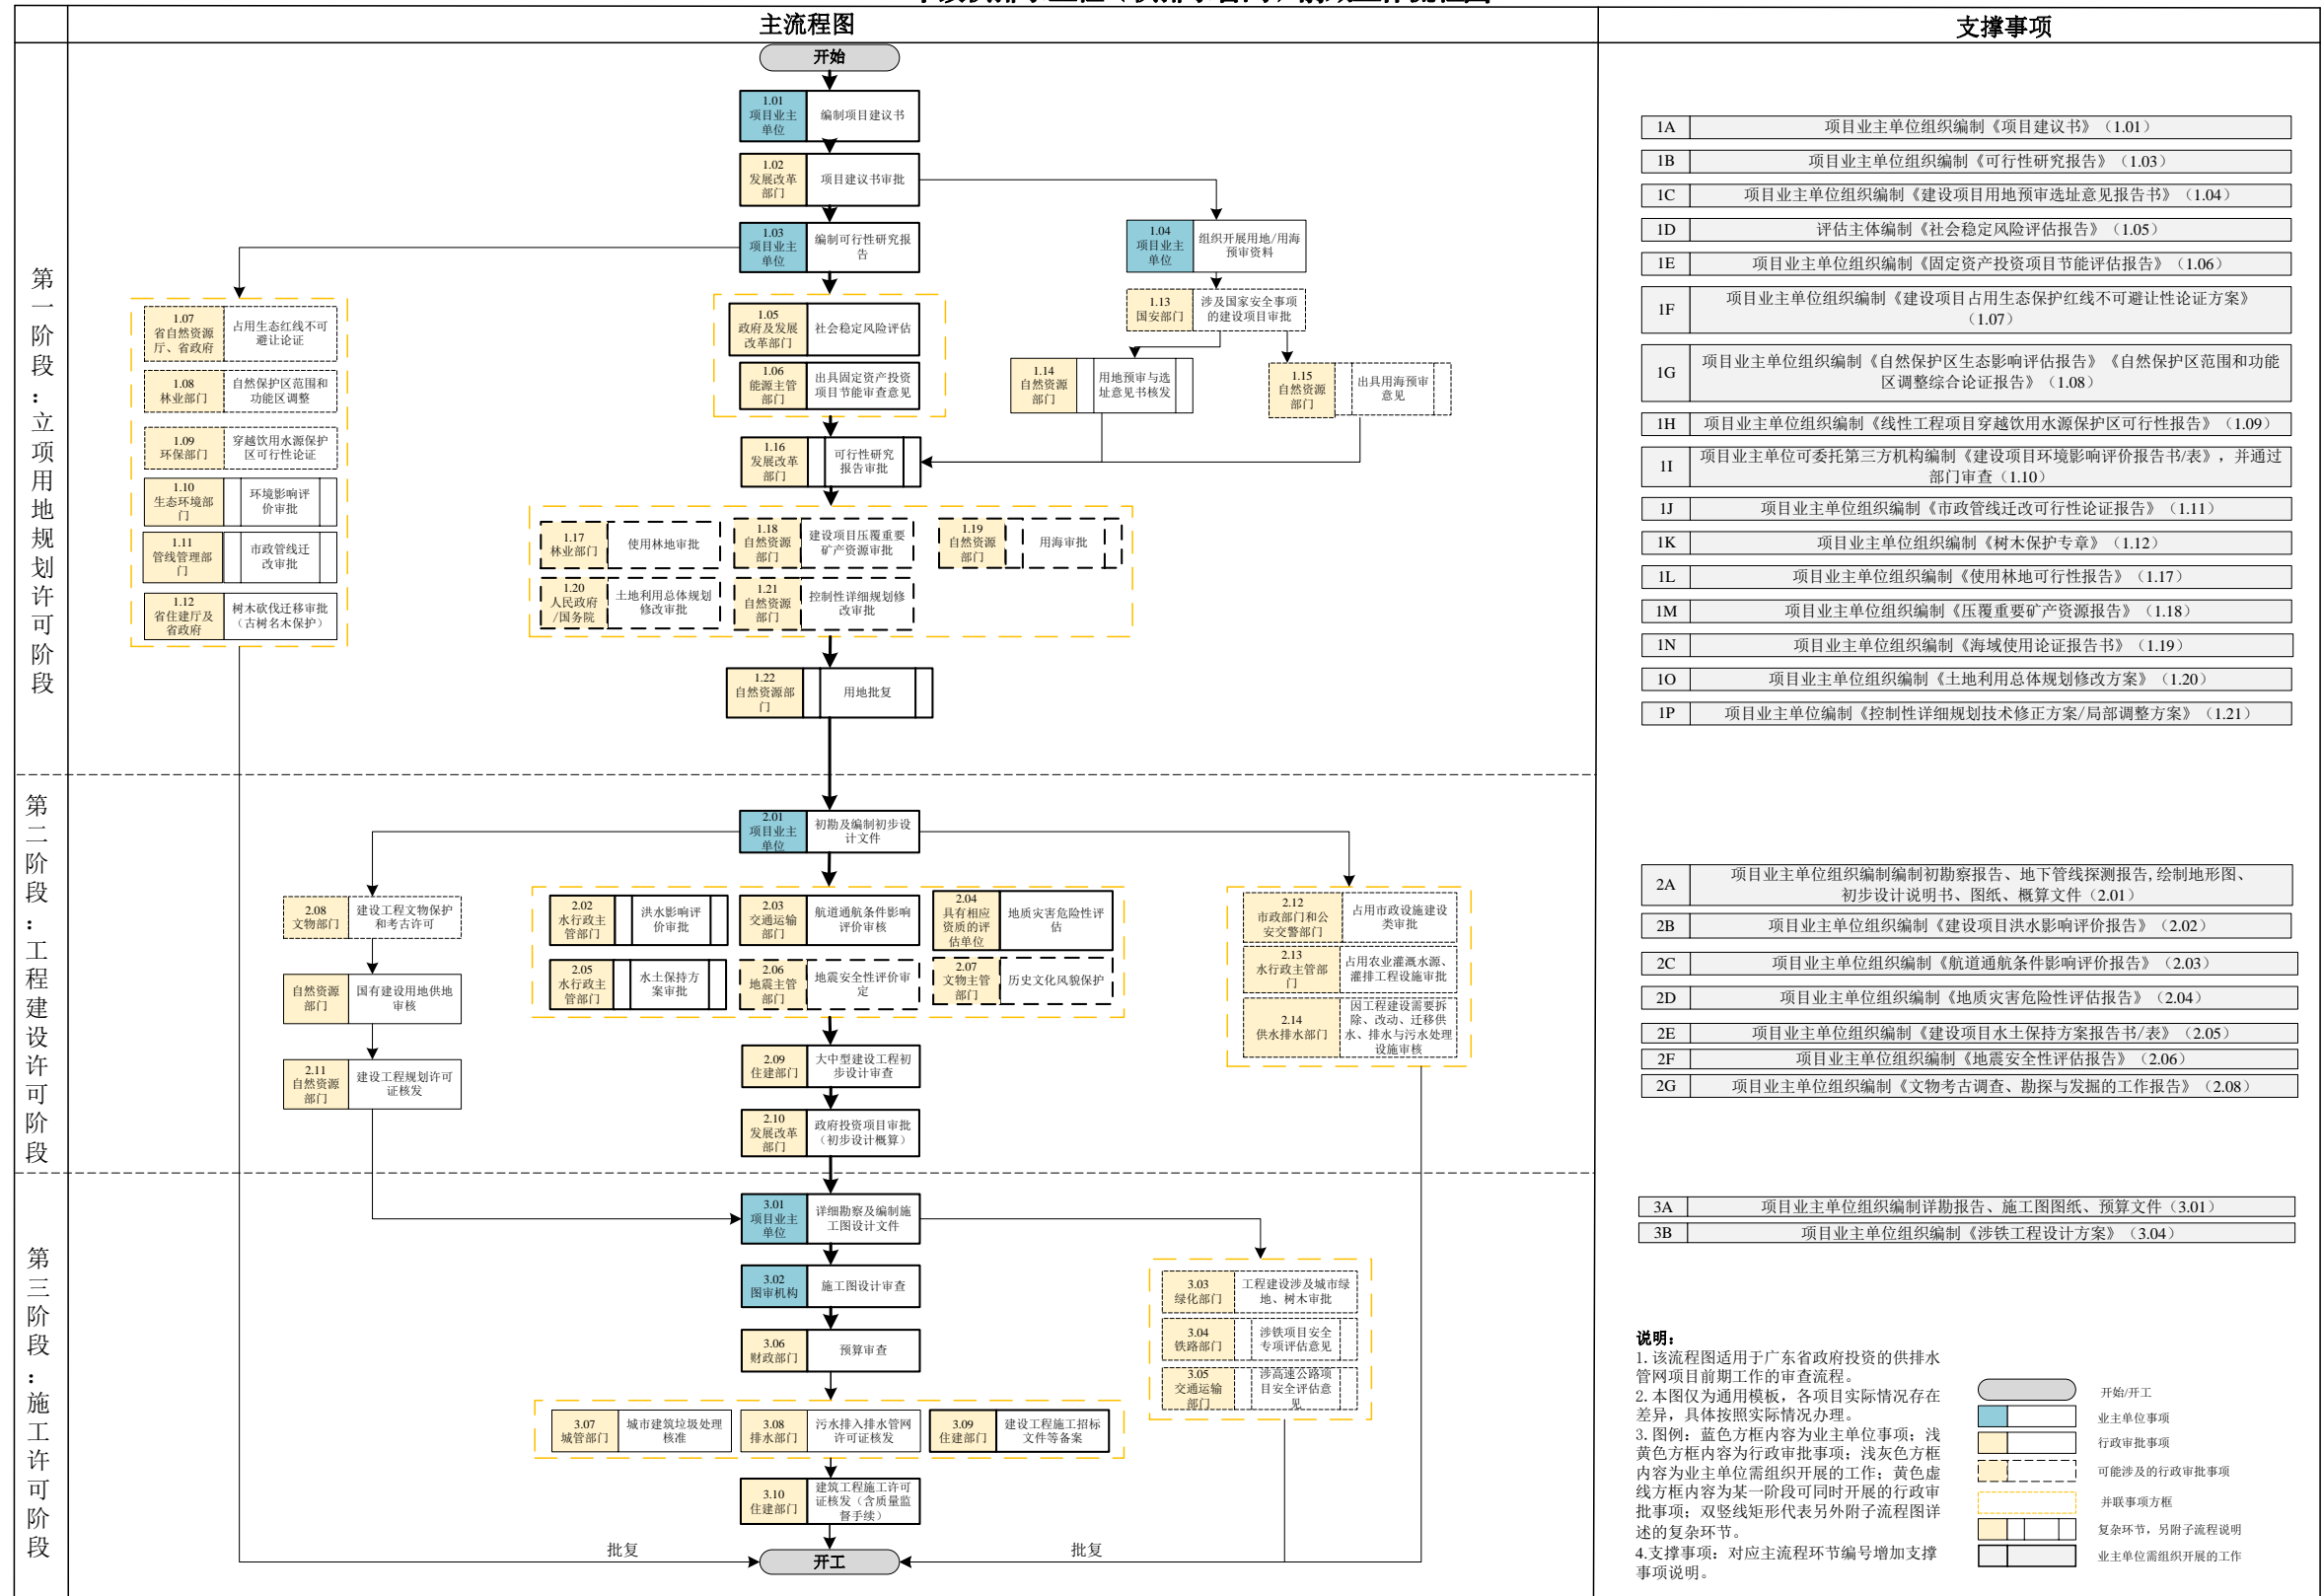 主流程图
支撑事项
第一阶段：立项用地规划许可阶段
开始
1.01
项目业主
单位
编制项目建议书
1.02
发展改革
部门
项目建议书审批
1.03
项目业主
单位
编制可行性研究报
告
1.04
项目业主
单位
组织开展用地/用海
预审资料
1.13
国安部门
涉及国家安全事项
的建设项目审批
1.07
省自然资源
厅、省政府
占用生态红线不可
避让论证
1.08
林业部门
自然保护区范围和
功能区调整
1.09
环保部门
穿越饮用水源保护
区可行性论证
1.10
生态环境部
门
环境影响评
价审批
1.11
管线管理部
门
市政管线迁
改审批
1.12
省住建厅及
省政府
树木砍伐迁移审批
（古树名木保护）
1.05
政府及发展
改革部门
社会稳定风险评估
1.06
能源主管
部门
出具固定资产投资
项目节能审查意见
1.14
自然资源
部门
用地预审与选
址意见书核发
1.15
自然资源
部门
出具用海预审
意见
1.16
发展改革
部门
可行性研究
报告审批
1.17
林业部门
使用林地审批
1.18
自然资源
部门
建设项目压覆重要
矿产资源审批
1.19
自然资源
部门
用海审批
1.20
人民政府
/国务院
土地利用总体规划
修改审批
1.21
自然资源
部门
控制性详细规划修
改审批
1.22
自然资源部
门
用地批复
第二阶段：工程建设许可阶段
2.01
项目业主
单位
初勘及编制初步设
计文件
2.08
文物部门
建设工程文物保护
和考古许可
自然资源
部门
国有建设用地供地
审核
2.11
自然资源
部门
建设工程规划许可
证核发
2.02
水行政主
管部门
洪水影响评
价审批
2.03
交通运输
部门
航道通航条件影响
评价审核
2.04
具有相应
资质的评
估单位
地质灾害危险性评
估
2.05
水行政主
管部门
水土保持方
案审批
2.06
地震主管
部门
地震安全性评价审
定
2.07
文物主管
部门
历史文化风貌保护
2.12
市政部门和公
安交警部门
占用市政设施建设
类审批
2.13
水行政主管部
门
占用农业灌溉水源、
灌排工程设施审批
2.14
供水排水部门
因工程建设需要拆
除、改动、迁移供
水、排水与污水处理
设施审核
2.09
住建部门
大中型建设工程初
步设计审查
2.10
发展改革
部门
政府投资项目审批
（初步设计概算）
第三阶段：施工许可阶段
3.01
项目业主
单位
详细勘察及编制施
工图设计文件
3.02
图审机构
施工图设计审查
3.03
绿化部门
工程建设涉及城市绿
地、树木审批
3.04
铁路部门
涉铁项目安全
专项评估意见
3.05
交通运输
部门
涉高速公路项
目安全评估意
见
3.06
财政部门
预算审查
3.07
城管部门
城市建筑垃圾处理
核准
3.08
排水部门
污水排入排水管网
许可证核发
3.09
住建部门
建设工程施工招标
文件等备案
3.10
住建部门
建筑工程施工许可
证核发（含质量监
督手续）
批复
开工
批复
1A 项目业主单位组织编制《项目建议书》（1.01）
1B 项目业主单位组织编制《可行性研究报告》（1.03）
1C 项目业主单位组织编制《建设项目用地预审选址意见报告书》（1.04）
1D 评估主体编制《社会稳定风险评估报告》（1.05）
1E 项目业主单位组织编制《固定资产投资项目节能评估报告》（1.06）
1F 项目业主单位组织编制《建设项目占用生态保护红线不可避让性论证方案》
（1.07）
1G 项目业主单位组织编制《自然保护区生态影响评估报告》《自然保护区范围和功能
区调整综合论证报告》（1.08）
1H 项目业主单位组织编制《线性工程项目穿越饮用水源保护区可行性报告》（1.09）
1I 项目业主单位可委托第三方机构编制《建设项目环境影响评价报告书/表》，并通过
部门审查（1.10）
1J 项目业主单位组织编制《市政管线迁改可行性论证报告》（1.11）
1K 项目业主单位组织编制《树木保护专章》（1.12）
1L 项目业主单位组织编制《使用林地可行性报告》（1.17）
1M 项目业主单位组织编制《压覆重要矿产资源报告》（1.18）
1N 项目业主单位组织编制《海域使用论证报告书》（1.19）
1O 项目业主单位组织编制《土地利用总体规划修改方案》（1.20）
1P 项目业主单位编制《控制性详细规划技术修正方案/局部调整方案》（1.21）
2A 项目业主单位组织编制编制初勘察报告、地下管线探测报告,绘制地形图、
初步设计说明书、图纸、概算文件（2.01）
2B 项目业主单位组织编制《建设项目洪水影响评价报告》（2.02）
2C 项目业主单位组织编制《航道通航条件影响评价报告》（2.03）
2D 项目业主单位组织编制《地质灾害危险性评估报告》（2.04）
2E 项目业主单位组织编制《建设项目水土保持方案报告书/表》（2.05）
2F 项目业主单位组织编制《地震安全性评估报告》（2.06）
2G 项目业主单位组织编制《文物考古调查、勘探与发掘的工作报告》（2.08）
3A 项目业主单位组织编制详勘报告、施工图图纸、预算文件（3.01）
3B 项目业主单位组织编制《涉铁工程设计方案》（3.04）
说明：
1. 该流程图适用于广东省政府投资的供排水
管网项目前期工作的审查流程。
2. 本图仅为通用模板，各项目实际情况存在
差异，具体按照实际情况办理。
3. 图例：蓝色方框内容为业主单位事项；浅
黄色方框内容为行政审批事项；浅灰色方框
内容为业主单位需组织开展的工作；黄色虚
线方框内容为某一阶段可同时开展的行政审
批事项；双竖线矩形代表另外附子流程图详
述的复杂环节。
4.支撑事项：对应主流程环节编号增加支撑
事项说明。
开始/开工
业主单位事项
行政审批事项
可能涉及的行政审批事项
并联事项方框
复杂环节，另附子流程说明
业主单位需组织开展的工作